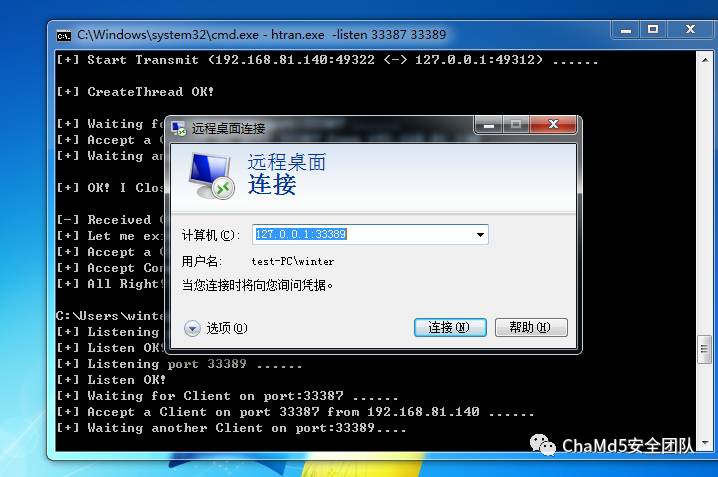 C:\Windows\system32\cmd.exe - htran.exe -listen 33387 33389
[+] Start Transmit (192.168.81.140:49322 <-> 127.0.0.1:49312) ......
[+] CreateThread OK!
[+] Waiting fo
[+] Accept a
[+] Waiting an
[+] OK! I Clos
[-] Received
[+] Let me ex
[+] Accept a
[+] Accept Con
[+] All Right!
远程桌面连接
远程桌面
连接
计算机(C): 127.0.0.1:33389
用户名: test-PC\winter
当您连接时将向您询问凭据。
选项(O) 连接(N) 帮助(H)
C:\Users\winte
[+] Listening
[+] Listen OK!
[+] Listening port 33389 ......
[+] Listen OK!
[+] Waiting for Client on port:33387 ......
[+] Accept a Client on port 33387 from 192.168.81.140 ......
[+] Waiting another Client on port:33389....
ChaMd5安全团队